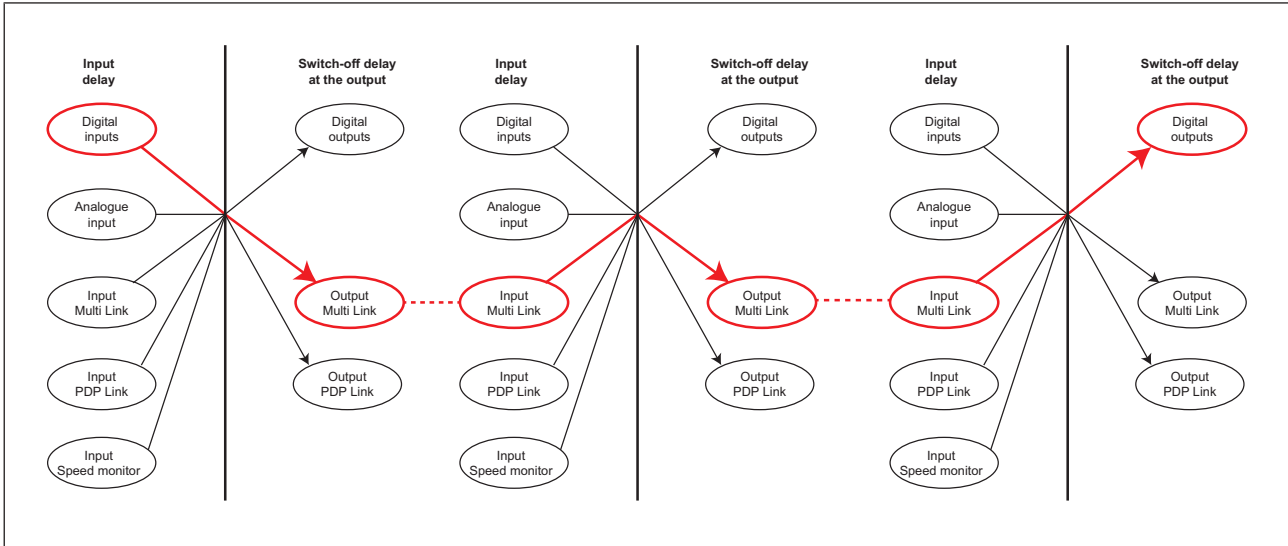 Input
delay
Switch-off delay
at the output
Input
delay
Switch-off delay
at the output
Input
delay
Switch-off delay
at the output
Digital
inputs
Digital
outputs
Digital
inputs
Digital
outputs
Digital
inputs
Digital
outputs
Analogue
input
Analogue
input
Analogue
input
Input
Multi Link
Output
Multi Link
Input
Multi Link
Output
Multi Link
Input
Multi Link
Output
Multi Link
Input
PDP Link
Output
PDP Link
Input
PDP Link
Output
PDP Link
Input
PDP Link
Output
PDP Link
Input
Speed monitor
Input
Speed monitor
Input
Speed monitor